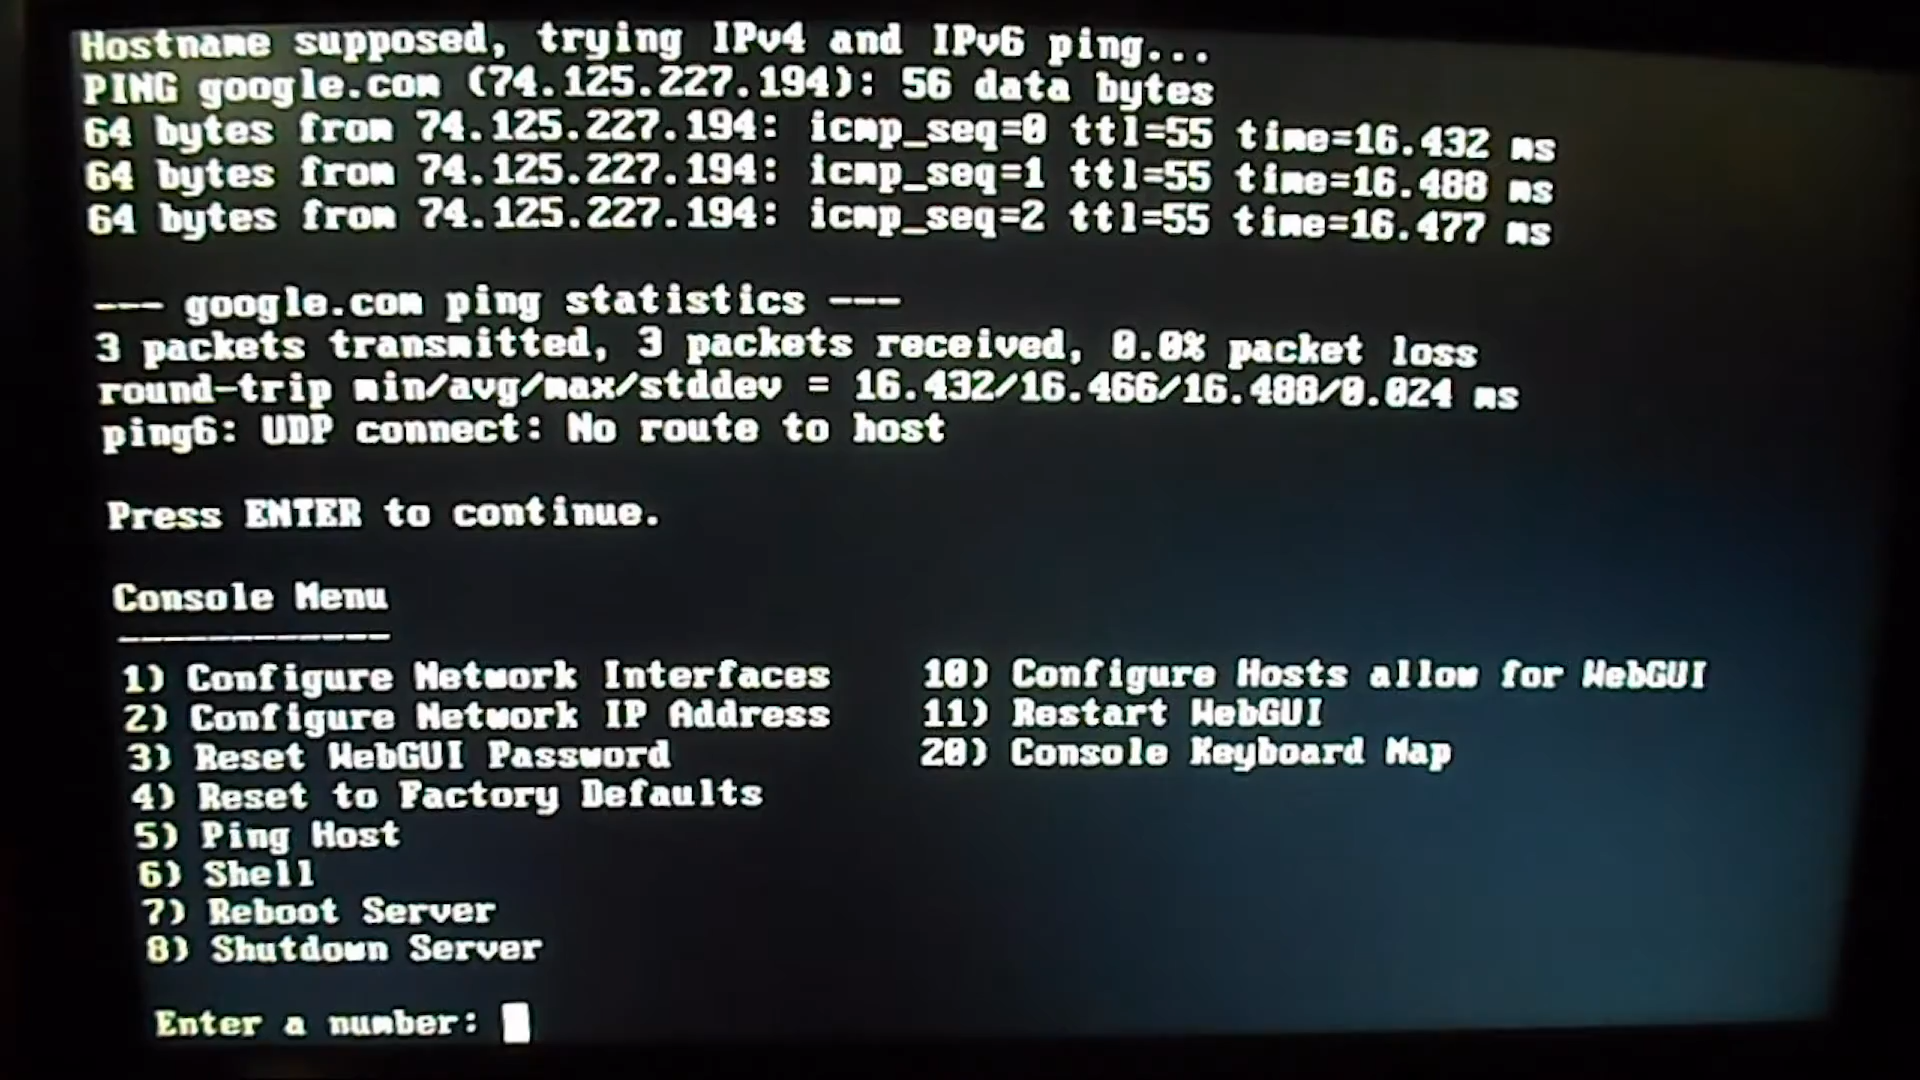 Hostname supposed, trying IPv4 and IPv6 ping...
PING google.com (74.125.227.194): 56 data bytes
64 bytes from 74.125.227.194: icmp_seq=0 ttl=55 time=16.432 ms
64 bytes from 74.125.227.194: icmp_seq=1 ttl=55 time=16.488 ms
64 bytes from 74.125.227.194: icmp_seq=2 ttl=55 time=16.477 ms
--- google.com ping statistics ---
3 packets transmitted, 3 packets received, 0.0% packet loss
round-trip min/avg/max/stddev = 16.432/16.466/16.488/0.024 ms
ping6: UDP connect: No route to host
Press ENTER to continue.
Console Menu
------------
1) Configure Network Interfaces 10) Configure Hosts allow for WebGUI
2) Configure Network IP Address 11) Restart WebGUI
3) Reset WebGUI Password 20) Console Keyboard Map
4) Reset to Factory Defaults
5) Ping Host
6) Shell
7) Reboot Server
8) Shutdown Server
Enter a number: